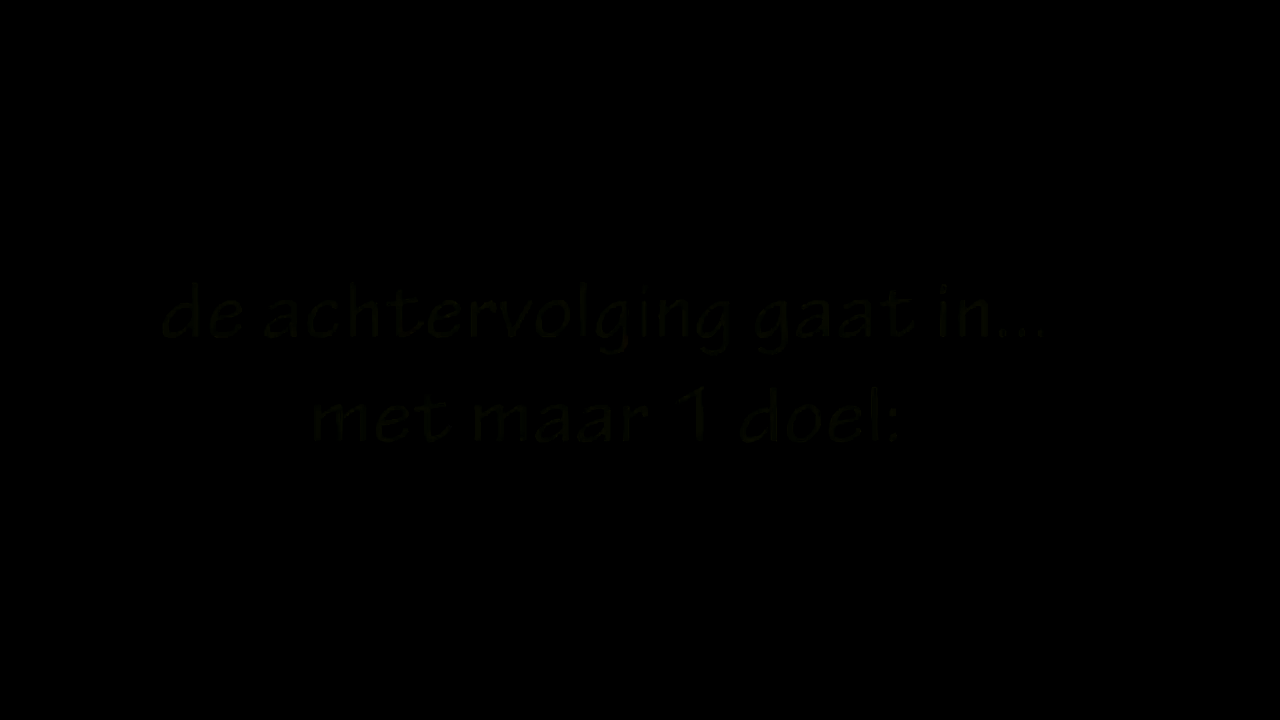 de achtervolging gaat in...
met maar 1 doel: